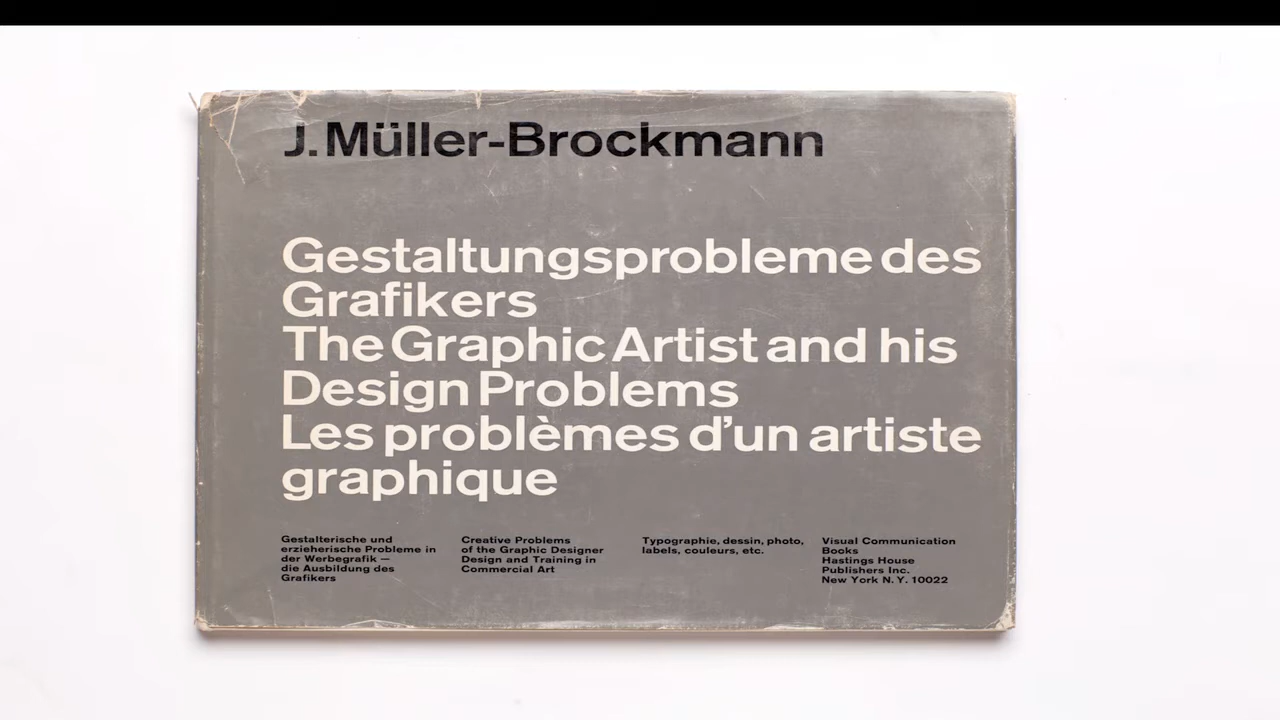 J. Müller-Brockmann
Gestaltungsprobleme des
Grafikers
The Graphic Artist and his
Design Problems
Les problèmes d’un artiste
graphique
Gestalterische und
erzieherische Probleme in
der Werbegrafik —
die Ausbildung des
Grafikers
Creative Problems
of the Graphic Designer
Design and Training in
Commercial Art
Typographie, dessin, photo,
labels, couleurs, etc.
Visual Communication
Books
Hastings House
Publishers Inc.
New York N. Y. 10022